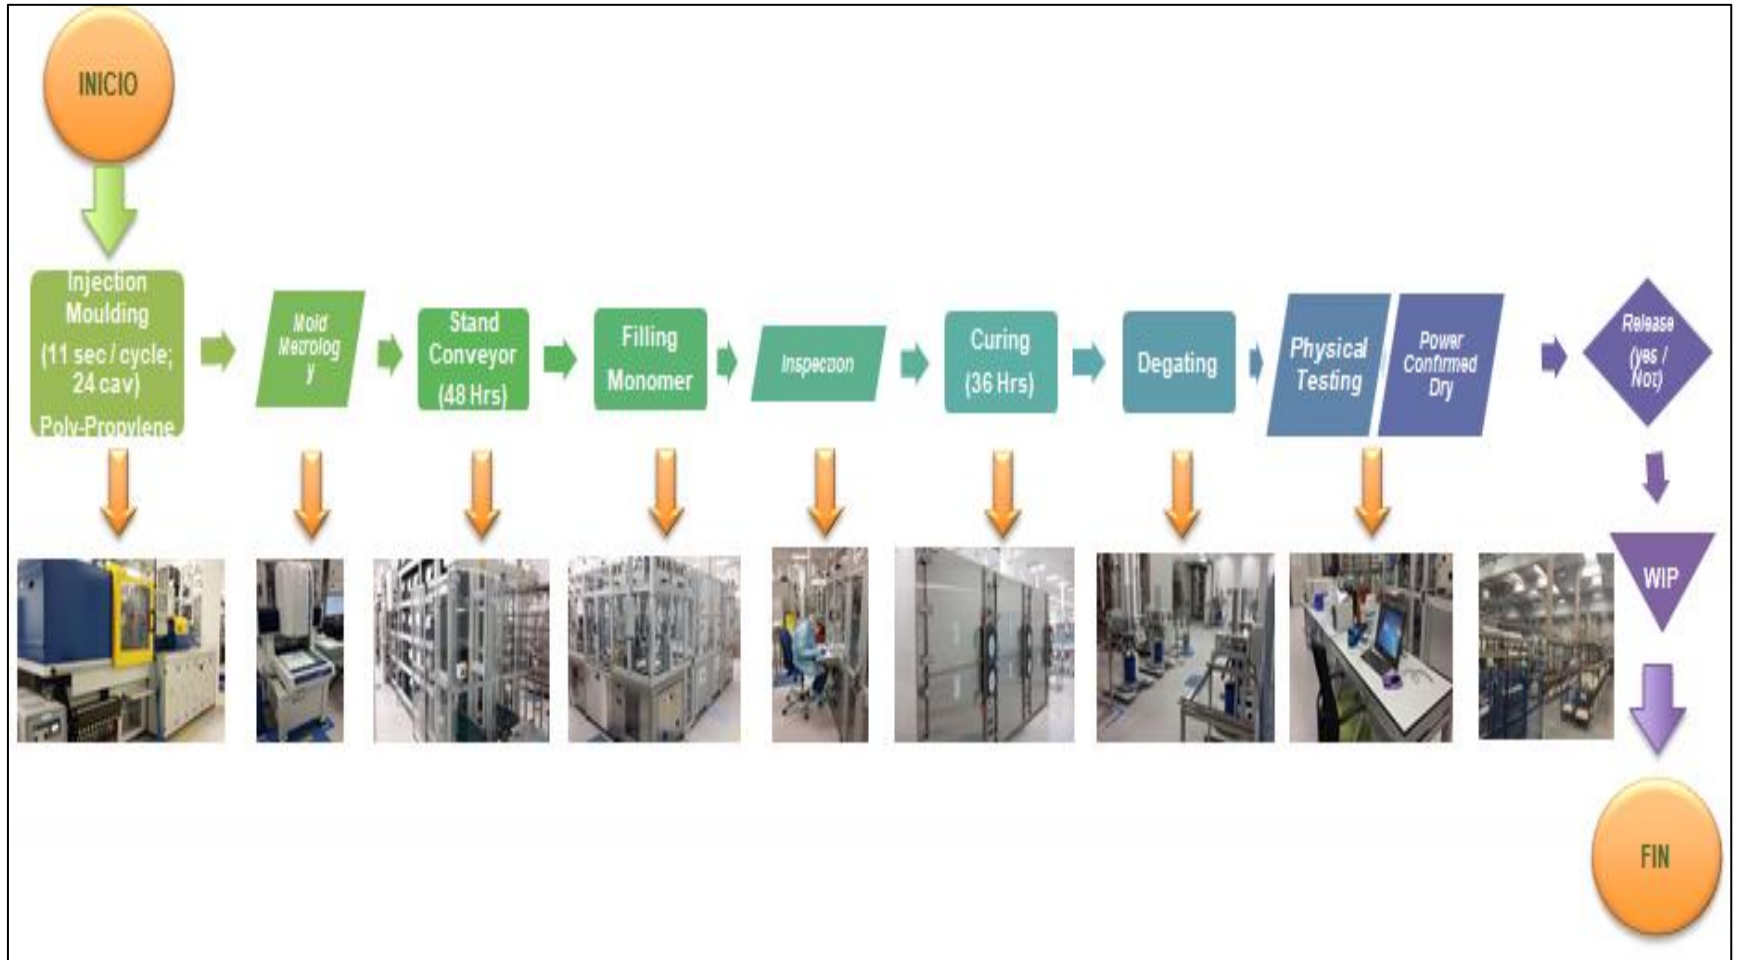 INICIO
Injection
Moulding
(11 sec / cycle;
24 cav)
Poly-Propylene
Mold
Metrolog
y
Stand
Conveyor
(48 Hrs)
Filling
Monomer
Inspection
Curing
(36 Hrs)
Degating
Physical
Testing
Power
Confirmed
Dry
Release
(yes /
Not)
WIP
FIN